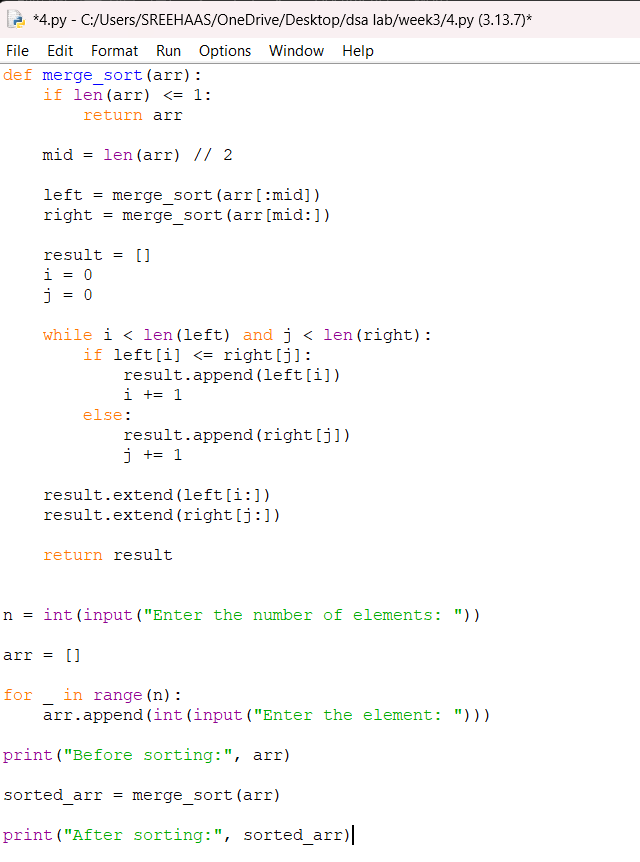 *4.py - C:/Users/SREEHAAS/OneDrive/Desktop/dsa lab/week3/4.py (3.13.7)*
File Edit Format Run Options Window Help
def merge_sort(arr):
    if len(arr) <= 1:
        return arr

    mid = len(arr) // 2

    left = merge_sort(arr[:mid])
    right = merge_sort(arr[mid:])

    result = []
    i = 0
    j = 0

    while i < len(left) and j < len(right):
        if left[i] <= right[j]:
            result.append(left[i])
            i += 1
        else:
            result.append(right[j])
            j += 1

    result.extend(left[i:])
    result.extend(right[j:])

    return result


n = int(input("Enter the number of elements: "))

arr = []

for _ in range(n):
    arr.append(int(input("Enter the element: ")))

print("Before sorting:", arr)

sorted_arr = merge_sort(arr)

print("After sorting:", sorted_arr)